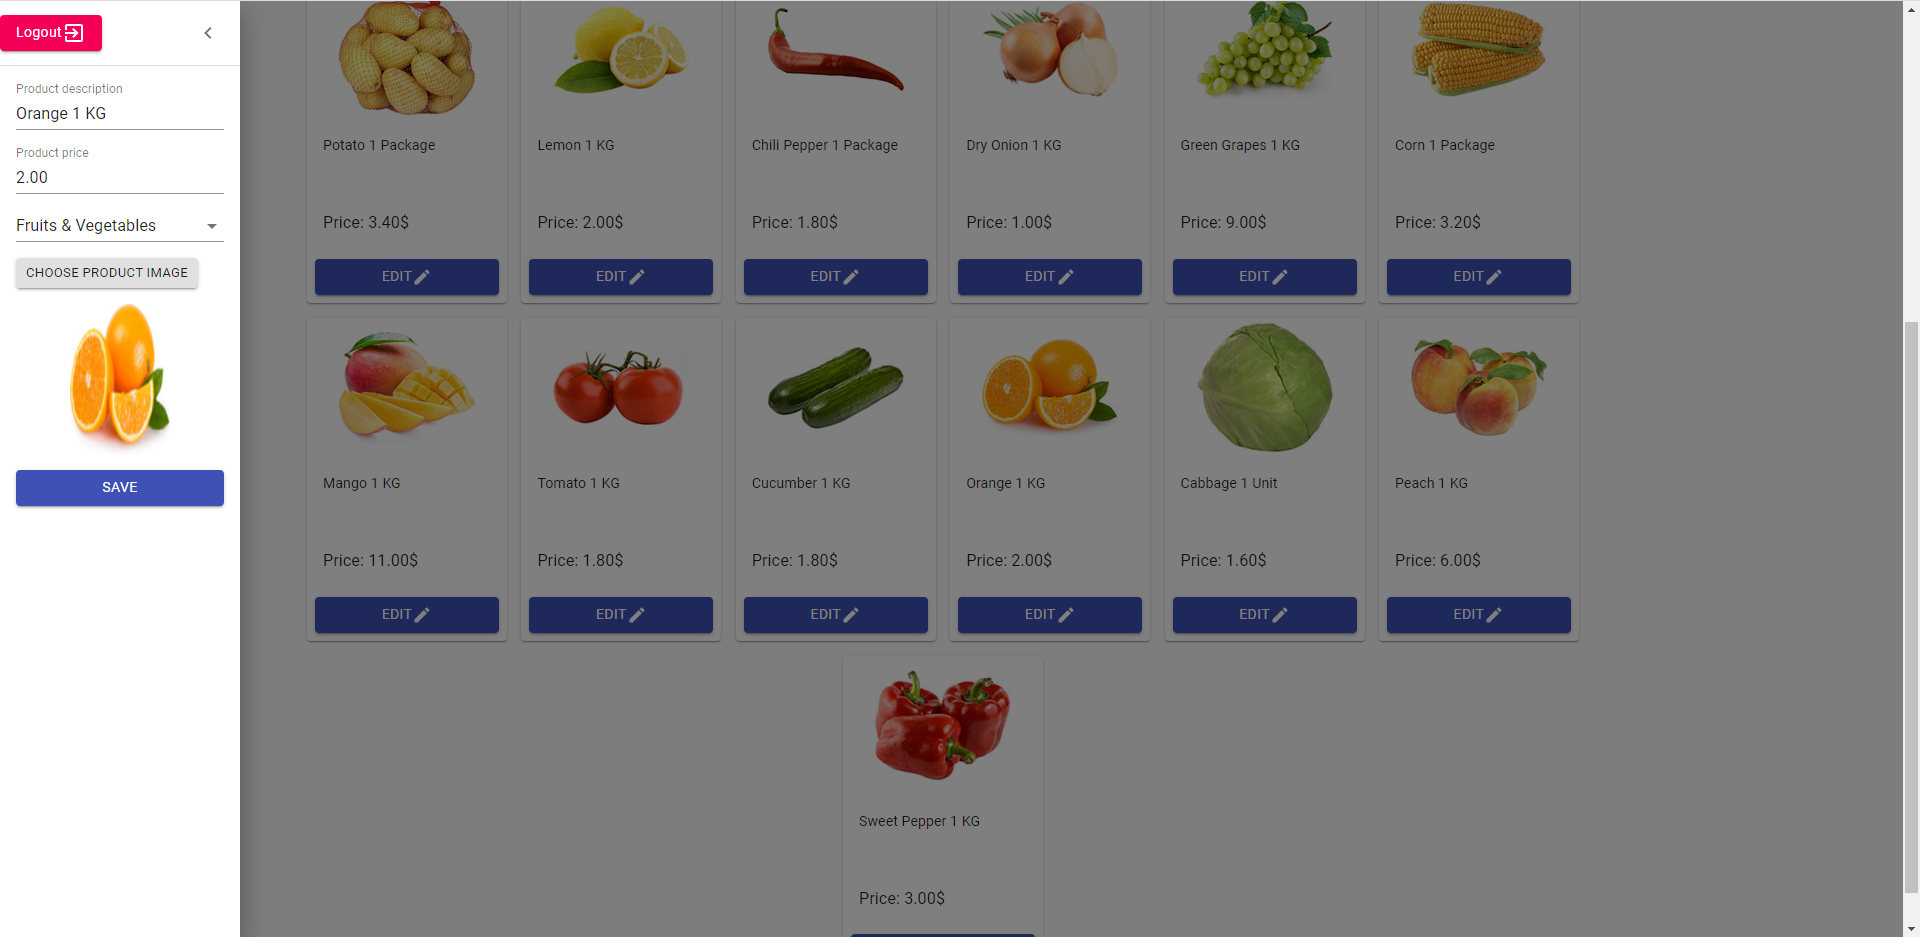 Logout
Product description
Orange 1 KG
Product price
2.00
Fruits & Vegetables
CHOOSE PRODUCT IMAGE
SAVE
Potato 1 Package
Lemon 1 KG
Chili Pepper 1 Package
Dry Onion 1 KG
Green Grapes 1 KG
Corn 1 Package
Price: 3.40$
Price: 2.00$
Price: 1.80$
Price: 1.00$
Price: 9.00$
Price: 3.20$
EDIT
EDIT
EDIT
EDIT
EDIT
EDIT
Mango 1 KG
Tomato 1 KG
Cucumber 1 KG
Orange 1 KG
Cabbage 1 Unit
Peach 1 KG
Price: 11.00$
Price: 1.80$
Price: 1.80$
Price: 2.00$
Price: 1.60$
Price: 6.00$
EDIT
EDIT
EDIT
EDIT
EDIT
EDIT
Sweet Pepper 1 KG
Price: 3.00$